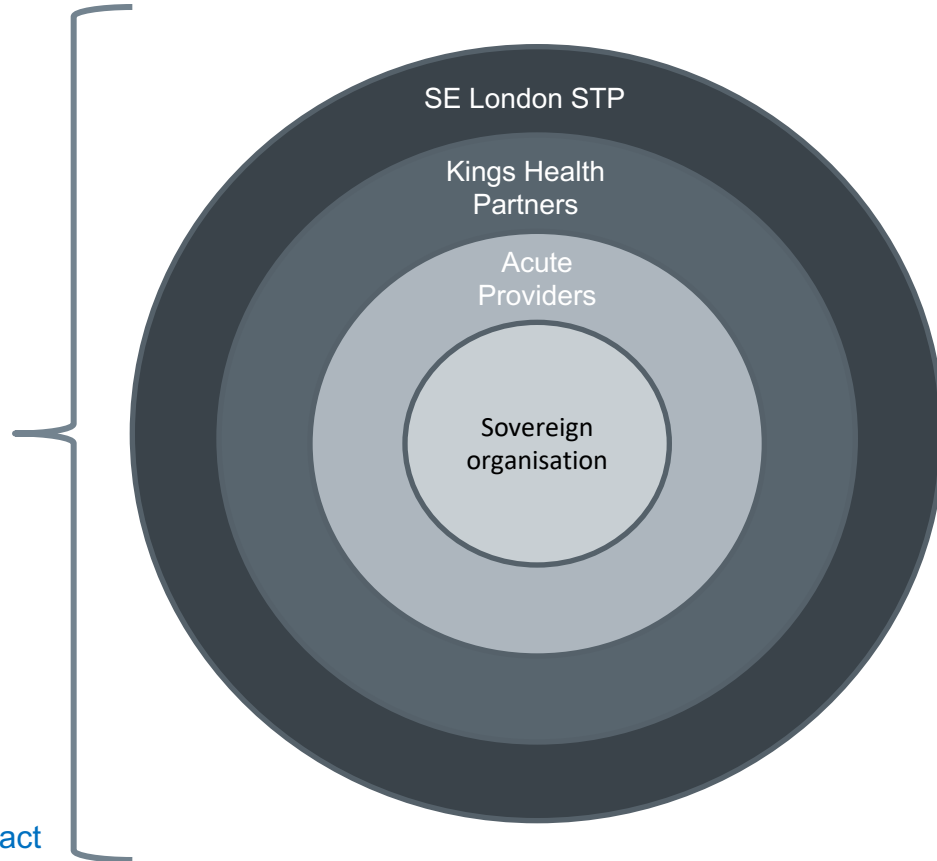 SE London STP
Kings Health
Partners
Acute
Providers
Sovereign
organisation
act